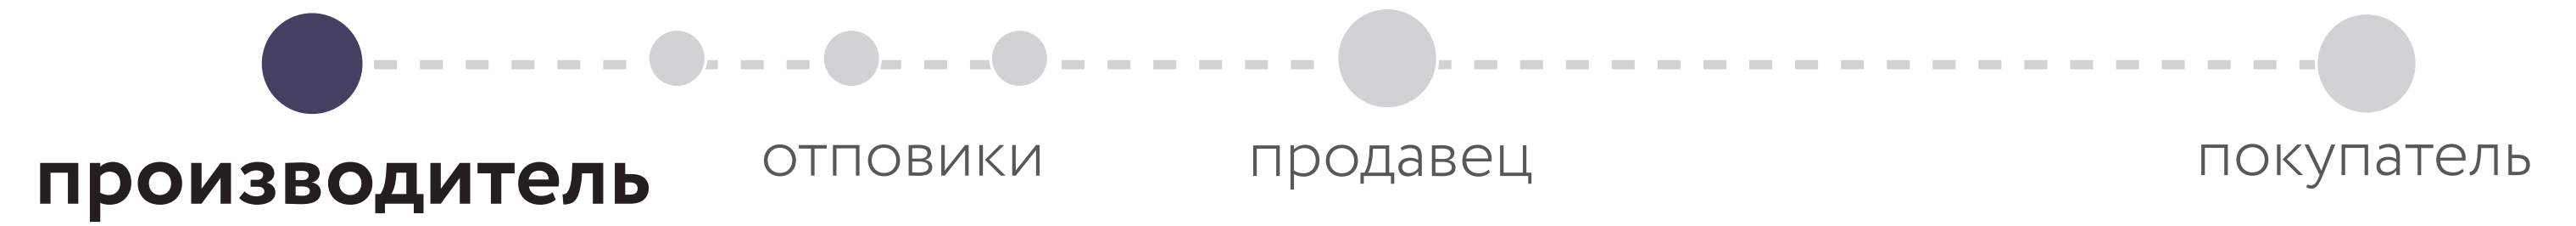 производитель
отповики
продавец
покупатель